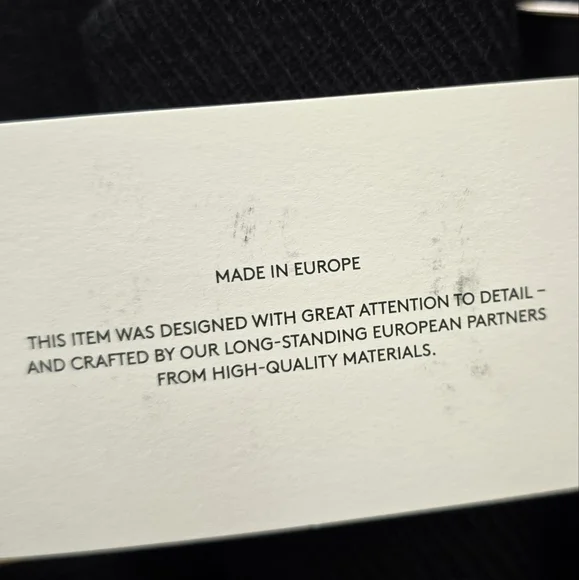 MADE IN EUROPE
THIS ITEM WAS DESIGNED WITH GREAT ATTENTION TO DETAIL –
AND CRAFTED BY OUR LONG-STANDING EUROPEAN PARTNERS
FROM HIGH-QUALITY MATERIALS.